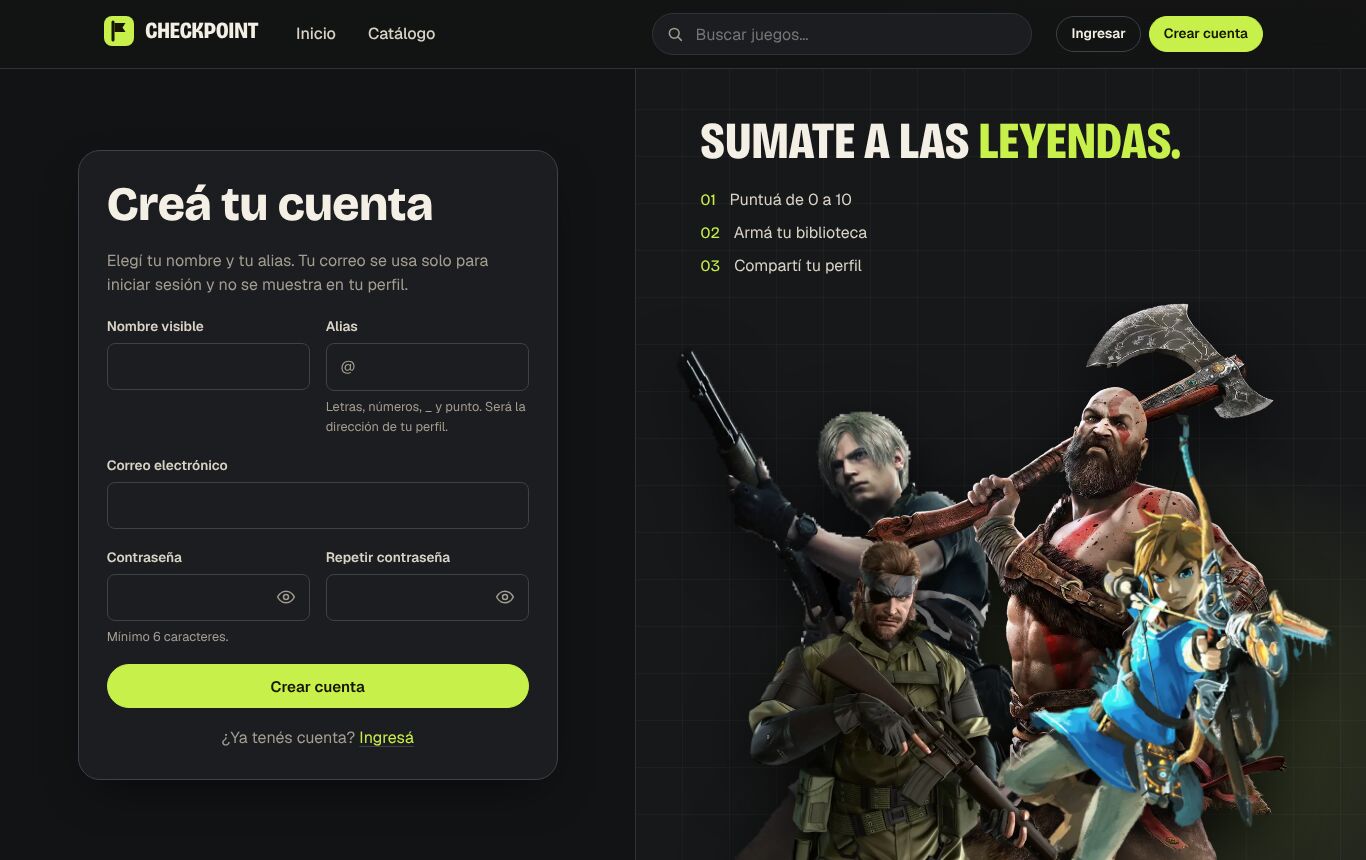 CHECKPOINT
Inicio
Catálogo
Buscar juegos...
Ingresar
Crear cuenta
Creá tu cuenta
Elegí tu nombre y tu alias. Tu correo se usa solo para
iniciar sesión y no se muestra en tu perfil.
Nombre visible
Alias
@
Letras, números, _ y punto. Será la
dirección de tu perfil.
Correo electrónico
Contraseña
Repetir contraseña
Mínimo 6 caracteres.
Crear cuenta
¿Ya tenés cuenta? Ingresá
SUMATE A LAS LEYENDAS.
01 Puntuá de 0 a 10
02 Armá tu biblioteca
03 Compartí tu perfil